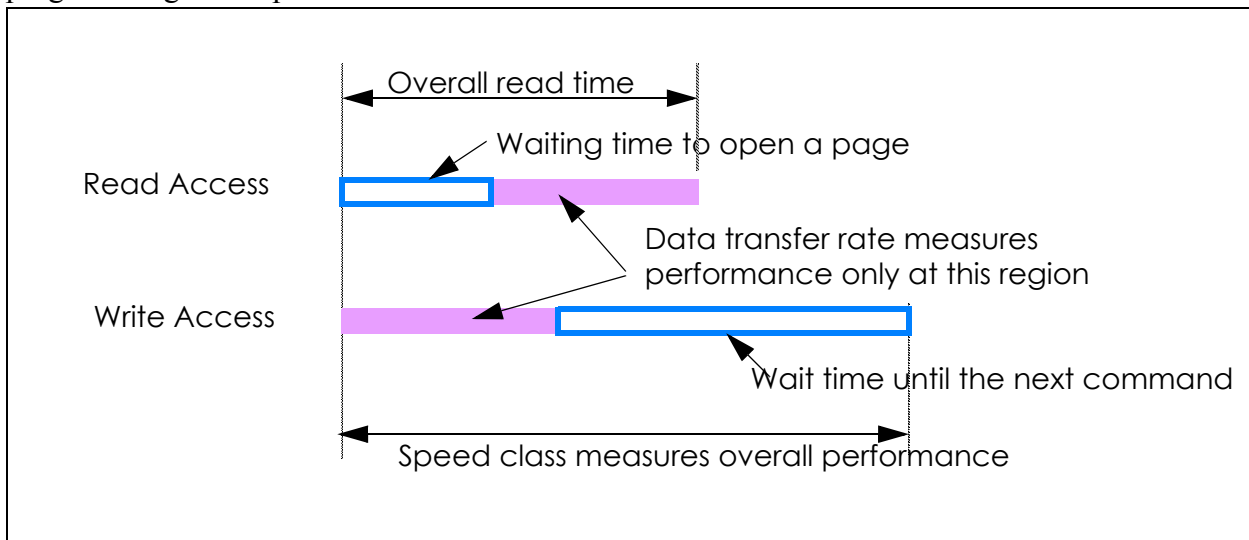 Overall read time
Waiting time to open a page
Read Access
Data transfer rate measures
performance only at this region
Write Access
Wait time until the next command
Speed class measures overall performance